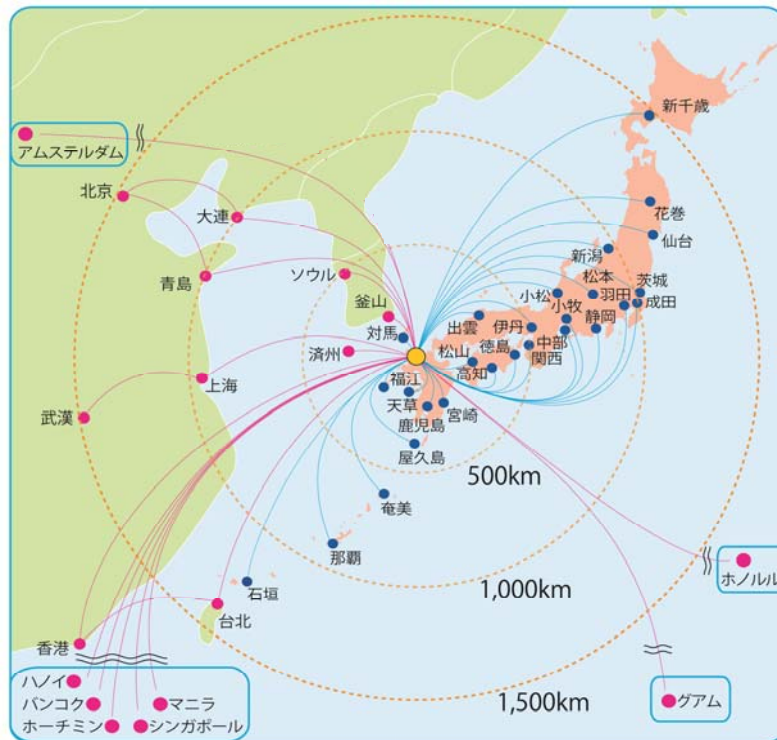 新千歳
アムステルダム
北京
花巻
大連
仙台
新潟
青島
ソウル
松本
茨城
小松
羽田
成田
釜山
小牧
出雲
伊丹
静岡
対馬
済州
松山
徳島
中部
関西
高知
福江
上海
天草
宮崎
武漢
鹿児島
屋久島
500km
奄美
那覇
ホノルル
石垣
1,000km
台北
香港
ハノイ
バンコク
マニラ
1,500km
グアム
ホーチミン
シンガポール